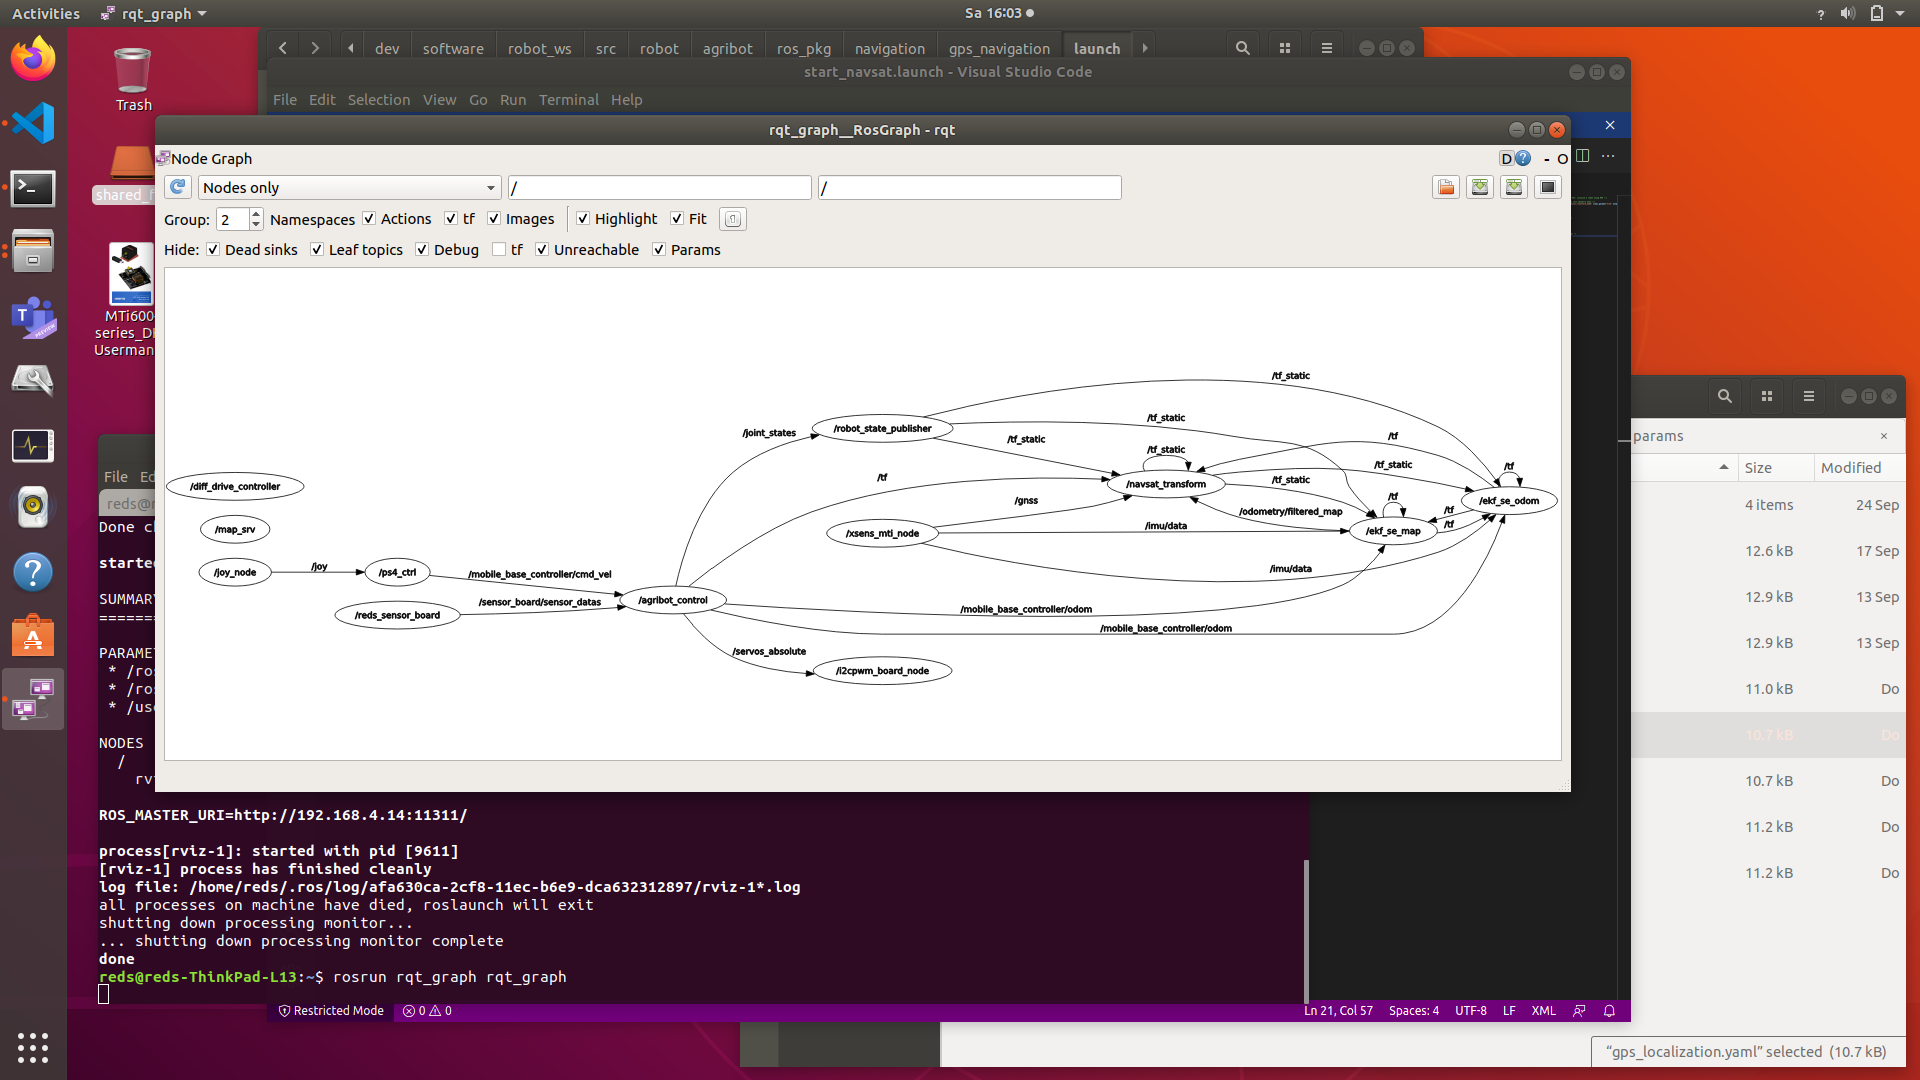 Activities
rqt_graph
Sa 16:03
?
dev
software
robot_ws
src
robot
agribot
ros_pkg
navigation
gps_navigation
launch
Trash
start_navsat.launch - Visual Studio Code
File Edit Selection View Go Run Terminal Help
rqt_graph__RosGraph - rqt
Node Graph
D ? - O
Nodes only
/
/
Group: 2 Namespaces Actions tf Images Highlight Fit
Hide: Dead sinks Leaf topics Debug tf Unreachable Params
MTi600-
series_D
Userman
/tf_static
/joint_states
/robot_state_publisher
/tf_static
/tf_static
/tf
/tf_static
/tf_static
/tf
/tf
/diff_drive_controller
/navsat_transform
/tf_static
/tf
/ekf_se_odom
/gnss
/odometry/filtered_map
/tf
/map_srv
/xsens_mti_node
/imu/data
/ekf_se_map
/tf
/joy_node
/joy
/ps4_ctrl
/mobile_base_controller/cmd_vel
/imu/data
/reds_sensor_board
/sensor_board/sensor_datas
/agribot_control
/mobile_base_controller/odom
/mobile_base_controller/odom
/servos_absolute
/i2cpwm_board_node
File Ed
reds@r
Done c
started
SUMMARY
PARAMET
* /ros
* /ros
* /use
NODES
/
rvi
ROS_MASTER_URI=http://192.168.4.14:11311/
process[rviz-1]: started with pid [9611]
[rviz-1] process has finished cleanly
log file: /home/reds/.ros/log/afa630ca-2cf8-11ec-b6e9-dca632312897/rviz-1*.log
all processes on machine have died, roslaunch will exit
shutting down processing monitor...
... shutting down processing monitor complete
done
reds@reds-ThinkPad-L13:~$ rosrun rqt_graph rqt_graph
Restricted Mode
0 0
Ln 21, Col 57
Spaces: 4
UTF-8
LF
XML
params
Size Modified
4 items 24 Sep
12.6 kB 17 Sep
12.9 kB 13 Sep
12.9 kB 13 Sep
11.0 kB Do
10.7 kB Do
10.7 kB Do
11.2 kB Do
11.2 kB Do
"gps_localization.yaml" selected (10.7 kB)